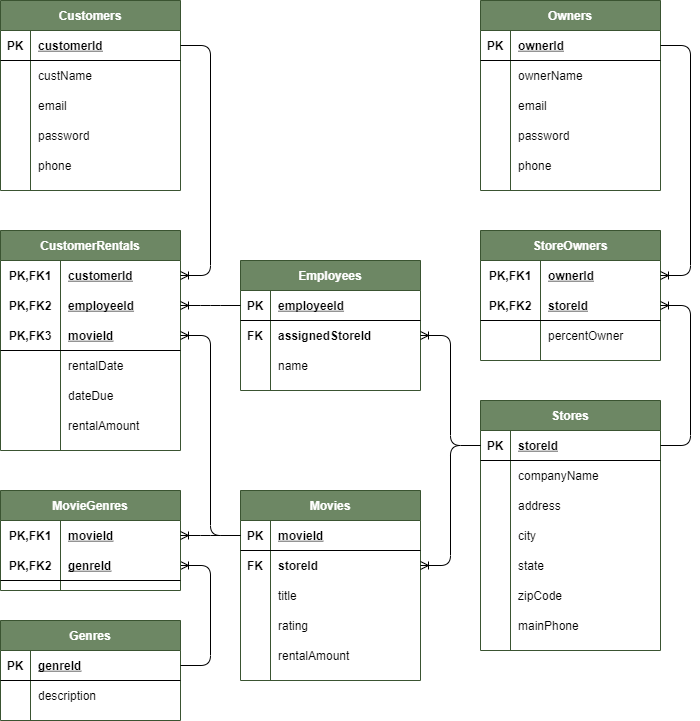 Customers
PK customerId
custName
email
password
phone
Owners
PK ownerId
ownerName
email
password
phone
CustomerRentals
PK,FK1 customerId
PK,FK2 employeeId
PK,FK3 movieId
rentalDate
dateDue
rentalAmount
Employees
PK employeeId
FK assignedStoreId
name
StoreOwners
PK,FK1 ownerId
PK,FK2 storeId
percentOwner
Stores
PK storeId
companyName
address
city
state
zipCode
mainPhone
MovieGenres
PK,FK1 movieId
PK,FK2 genreId
Movies
PK movieId
FK storeId
title
rating
rentalAmount
Genres
PK genreId
description